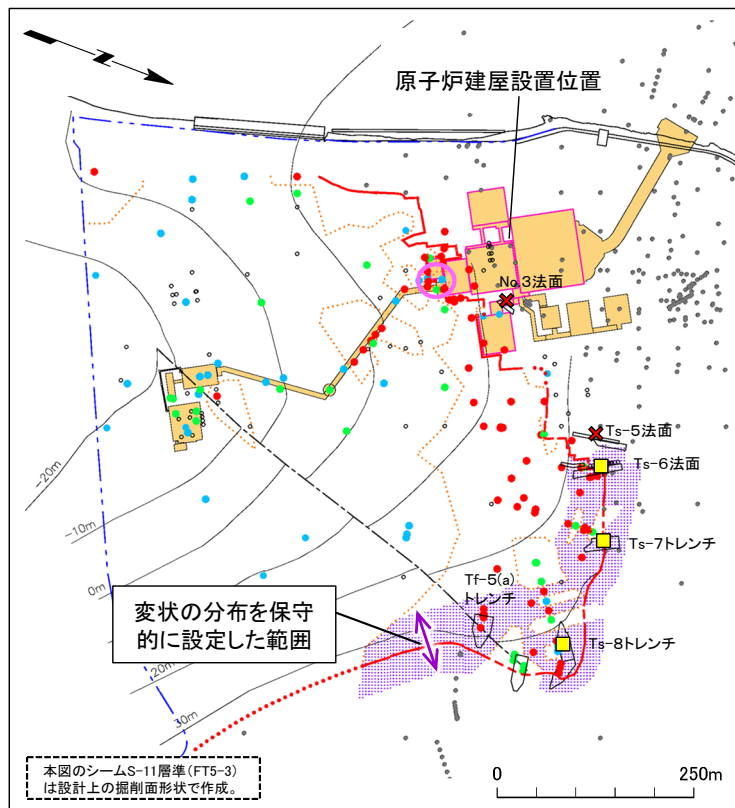 原子炉建屋設置位置
No.3法面
Ts-5法面
Ts-6法面
Ts-7トレンチ
Tf-5(a)
トレンチ
Ts-8トレンチ
-20m
-10m
0m
20m
30m
変状の分布を保守
的に設定した範囲
本図のシームS-11層準(FT5-3)
は設計上の掘削面形状で作成。
0
250m